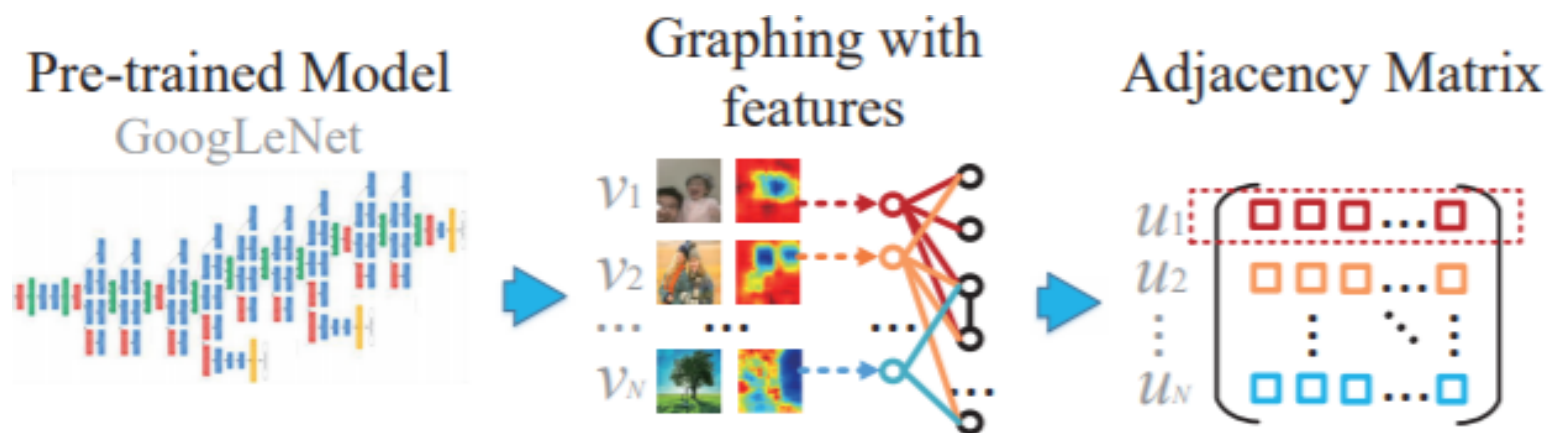 Pre-trained Model
GoogLeNet
Graphing with
features
Adjacency Matrix
v1
v2
...
...
...
vN
...
u1
...
u2
...
⋮
⋮
⋱
⋮
uN
...